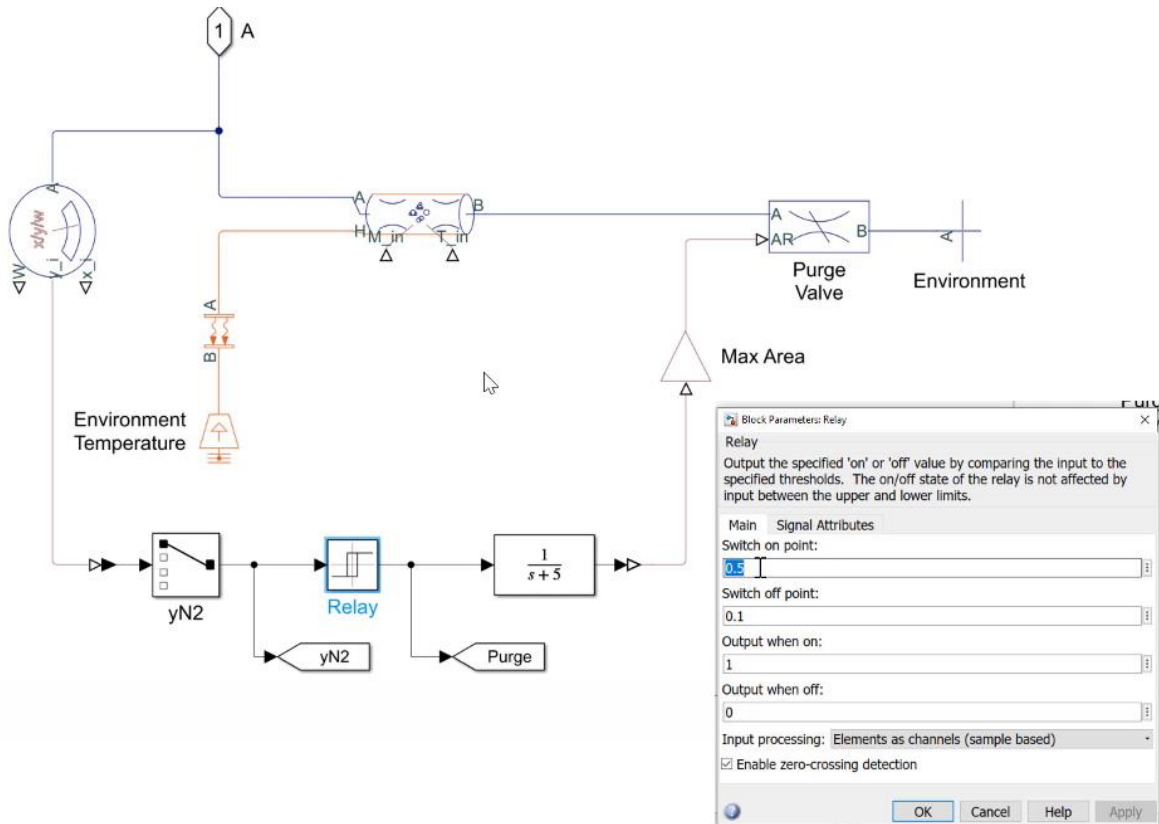 1 A
A
x/y/w
W
y_i
x_i
A
H
M_in
T_in
B
A
AR
B
A
Purge
Valve
Environment
Max Area
A
B
Environment
Temperature
yN2
Relay
1
s + 5
yN2
Purge
Block Parameters: Relay
Relay
Output the specified 'on' or 'off' value by comparing the input to the
specified thresholds. The on/off state of the relay is not affected by
input between the upper and lower limits.
Main Signal Attributes
Switch on point:
0.5
Switch off point:
0.1
Output when on:
1
Output when off:
0
Input processing: Elements as channels (sample based)
Enable zero-crossing detection
OK Cancel Help Apply